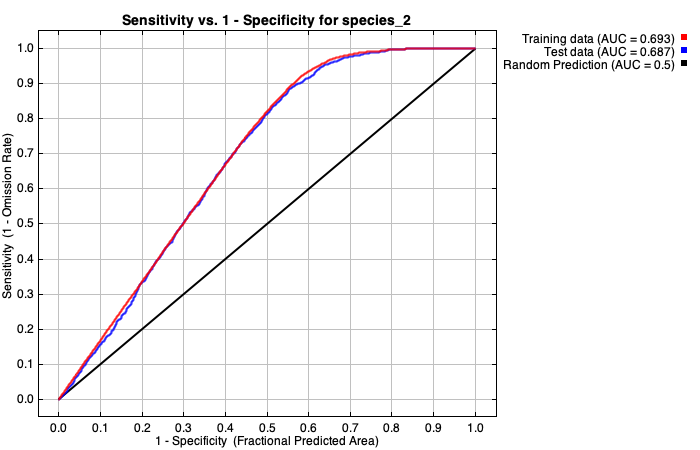 Sensitivity vs. 1 - Specificity for species_2
Training data (AUC = 0.693)
Test data (AUC = 0.687)
Random Prediction (AUC = 0.5)
Sensitivity (1 - Omission Rate)
1.0
0.9
0.8
0.7
0.6
0.5
0.4
0.3
0.2
0.1
0.0
0.0 0.1 0.2 0.3 0.4 0.5 0.6 0.7 0.8 0.9 1.0
1 - Specificity (Fractional Predicted Area)